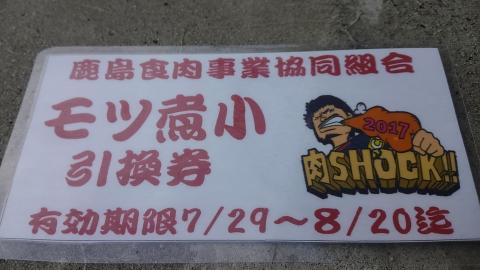 鹿島食肉事業協同組合
モツ煮小
引換券
2017
肉SHOCK!!
有効期限7/29～8/20迄